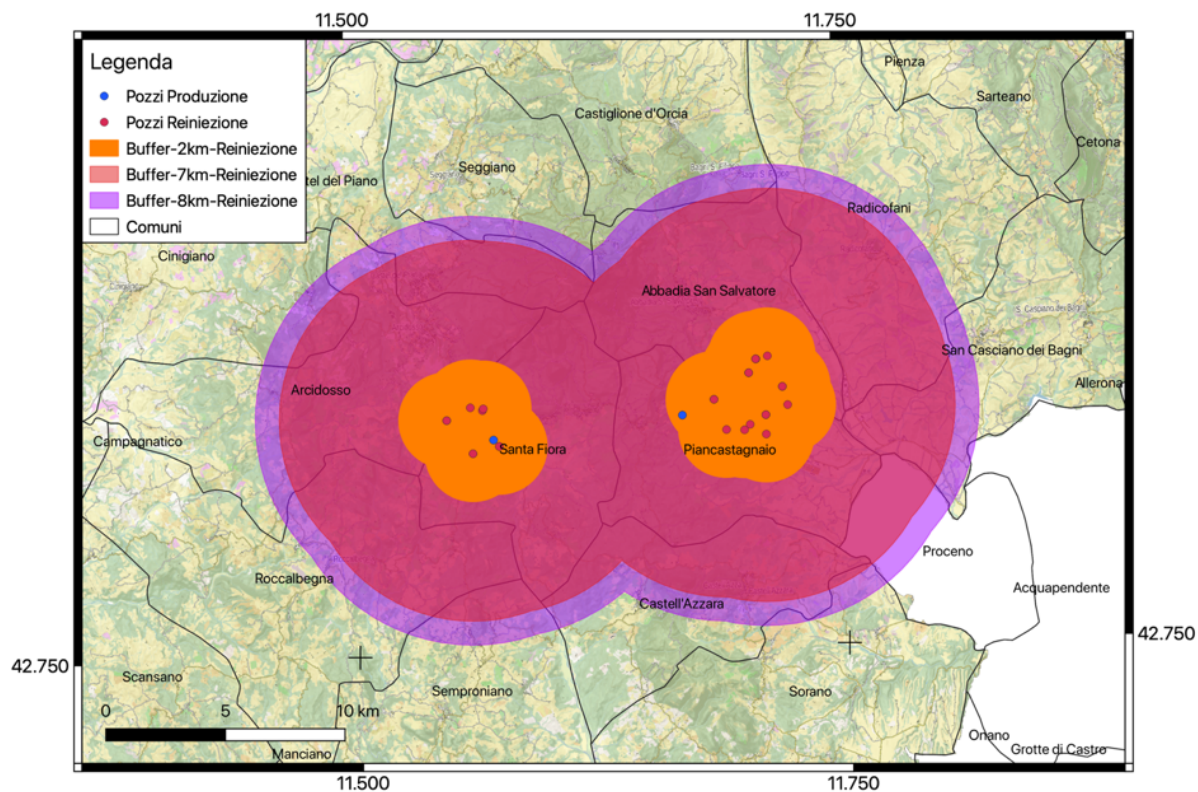 11.500
11.750
Legenda
Pozzi Produzione
Pozzi Reiniezione
Buffer-2km-Reiniezione
Buffer-7km-Reiniezione
Buffer-8km-Reiniezione
Comuni
Pienza
Sarteano
Castiglione d'Orcia
Cetona
Seggiano
tel del Piano
Radicofani
Cinigiano
Abbadia San Salvatore
San Casciano dei Bagni
Allerona
Arcidosso
Campagnatico
Santa Fiora
Piancastagnaio
Proceno
Roccalbegna
Acquapendente
Castell'Azzara
42.750
42.750
Scansano
Semproniano
Sorano
0
5
10 km
Onano
Manciano
Grotte di Castro
11.500
11.750